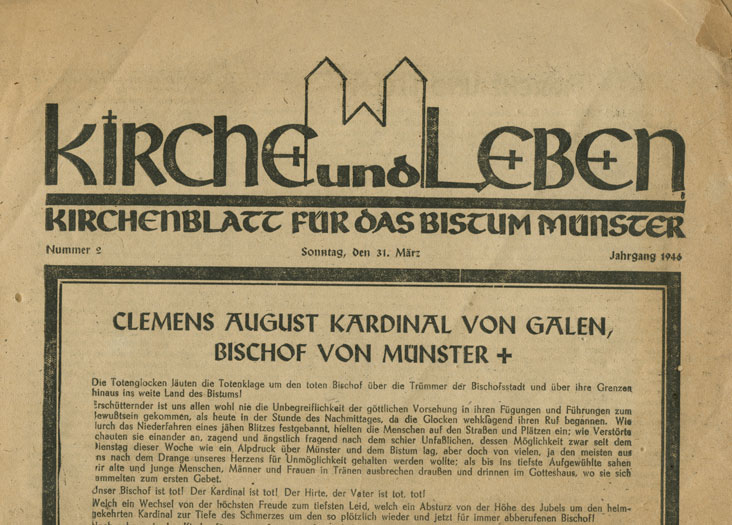 KIRCHE und LEBEN
KIRCHENBLATT FÜR DAS BISTUM MÜNSTER
Nummer 2 Sonntag, den 31. März Jahrgang 1946
CLEMENS AUGUST KARDINAL VON GALEN,
BISCHOF VON MÜNSTER +
Die Totenglocken läuten die Totenklage um den toten Bischof über die Trümmer der Bischofsstadt und über ihre Grenzen
hinaus ins weite Land des Bistums!
Erschütternder ist uns allen wohl nie die Unbegreiflichkeit der göttlichen Vorsehung in ihren Fügungen und Führungen zum
Bewußtsein gekommen, als heute in der Stunde des Nachmittages, da die Glocken wehklagend ihren Ruf begannen. Wie
durch das Niederfahren eines jähen Blitzes festgebannt, hielten die Menschen auf den Straßen und Plätzen ein; wie Verstörte
schauten sie einander an, zagend und ängstlich fragend nach dem schier Unfaßlichen, dessen Möglichkeit zwar seit dem
Dienstag dieser Woche wie ein Alpdruck über Münster und dem Bistum lag, aber doch von vielen, ja den meisten aus
ns nach dem Drange unseres Herzens für Unmöglichkeit gehalten werden wollte; als bis ins tiefste Aufgewühlte sahen
wir alte und junge Menschen, Männer und Frauen in Tränen ausbrechen draußen und drinnen im Gotteshaus, wo sie sich
ammelten zum ersten Gebet.
Unser Bischof ist tot! Der Kardinal ist tot! Der Hirte, der Vater ist tot, tot!
Welch ein Wechsel von der höchsten Freude zum tiefsten Leid, welch ein Absturz von der Höhe des Jubels um den heim-
gekehrten Kardinal zur Tiefe des Schmerzes um den so plötzlich wieder und jetzt für immer abberufenen Bischof!